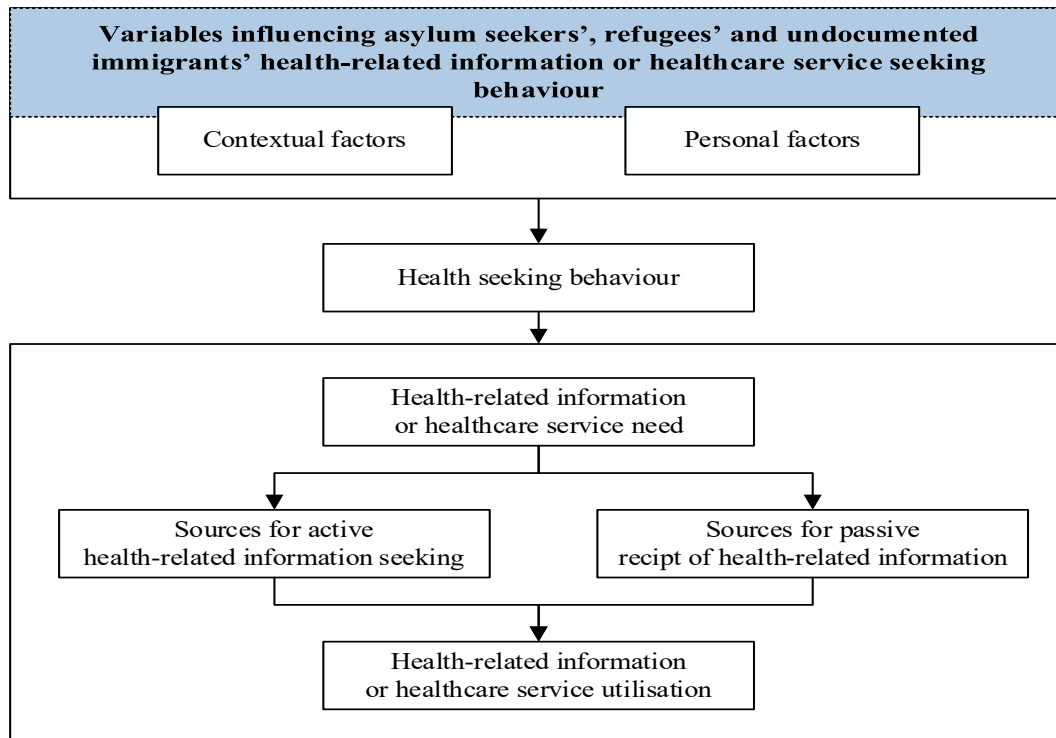 Variables influencing asylum seekers’, refugees’ and undocumented
immigrants’ health-related information or healthcare service seeking
behaviour
Contextual factors
Personal factors
Health seeking behaviour
Health-related information
or healthcare service need
Sources for active
health-related information seeking
Sources for passive
recipt of health-related information
Health-related information
or healthcare service utilisation